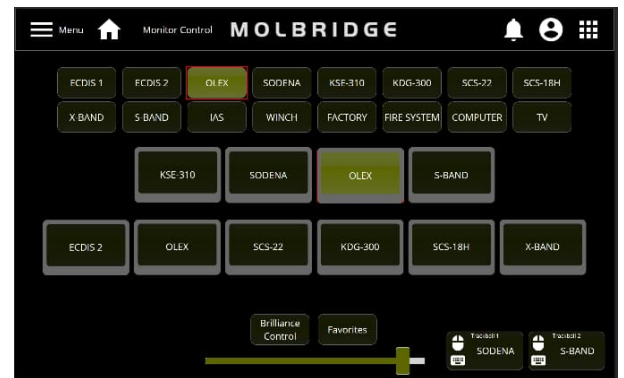 Menu Monitor Control MOLBRIDGE
ECDIS 1 ECDIS 2 OLEX SODENA KSE-310 KDG-300 SCS-22 SCS-18H
X-BAND S-BAND IAS WINCH FACTORY FIRE SYSTEM COMPUTER TV
KSE-310 SODENA OLEX S-BAND
ECDIS 2 OLEX SCS-22 KDG-300 SCS-18H X-BAND
Brilliance
Control
Favorites
Trackball 1
SODENA
Trackball 2
S-BAND